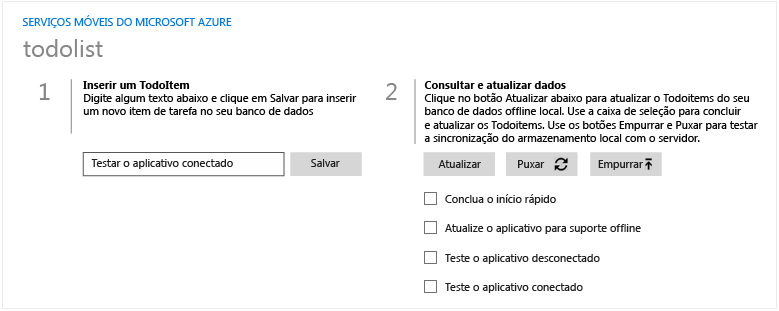 SERVIÇOS MÓVEIS DO MICROSOFT AZURE
todolist
1
Inserir um TodoItem
Digite algum texto abaixo e clique em Salvar para inserir
um novo item de tarefa no seu banco de dados
Testar o aplicativo conectado
Salvar
2
Consultar e atualizar dados
Clique no botão Atualizar abaixo para atualizar o Todoitems do seu
banco de dados offline local. Use a caixa de seleção para concluir
e atualizar os Todoitems. Use os botões Empurrar e Puxar para testar
a sincronização do armazenamento local com o servidor.
Atualizar
Puxar
Empurrar
Conclua o início rápido
Atualize o aplicativo para suporte offline
Teste o aplicativo desconectado
Teste o aplicativo conectado